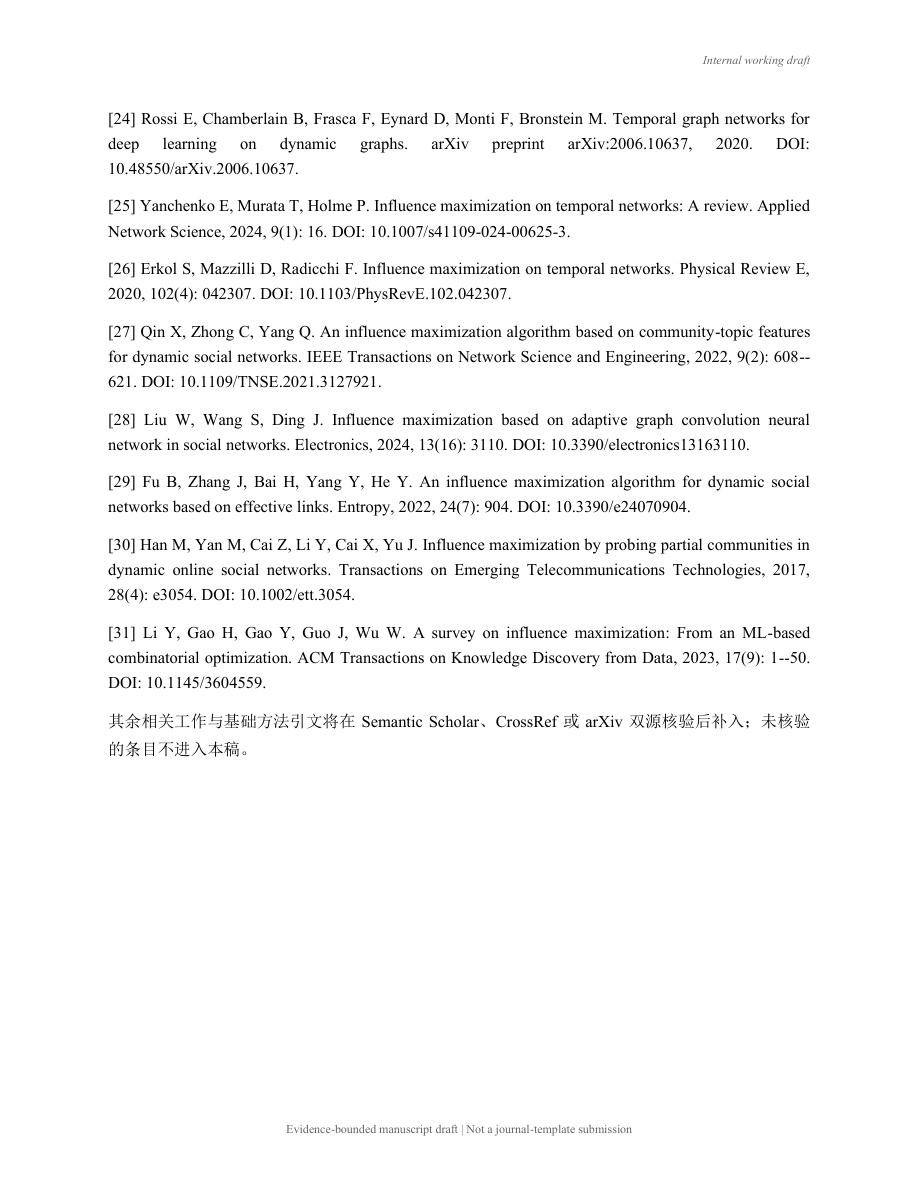 Internal working draft
[24] Rossi E, Chamberlain B, Frasca F, Eynard D, Monti F, Bronstein M. Temporal graph networks for
deep learning on dynamic graphs. arXiv preprint arXiv:2006.10637, 2020. DOI:
10.48550/arXiv.2006.10637.
[25] Yanchenko E, Murata T, Holme P. Influence maximization on temporal networks: A review. Applied
Network Science, 2024, 9(1): 16. DOI: 10.1007/s41109-024-00625-3.
[26] Erkol S, Mazzilli D, Radicchi F. Influence maximization on temporal networks. Physical Review E,
2020, 102(4): 042307. DOI: 10.1103/PhysRevE.102.042307.
[27] Qin X, Zhong C, Yang Q. An influence maximization algorithm based on community-topic features
for dynamic social networks. IEEE Transactions on Network Science and Engineering, 2022, 9(2): 608--
621. DOI: 10.1109/TNSE.2021.3127921.
[28] Liu W, Wang S, Ding J. Influence maximization based on adaptive graph convolution neural
network in social networks. Electronics, 2024, 13(16): 3110. DOI: 10.3390/electronics13163110.
[29] Fu B, Zhang J, Bai H, Yang Y, He Y. An influence maximization algorithm for dynamic social
networks based on effective links. Entropy, 2022, 24(7): 904. DOI: 10.3390/e24070904.
[30] Han M, Yan M, Cai Z, Li Y, Cai X, Yu J. Influence maximization by probing partial communities in
dynamic online social networks. Transactions on Emerging Telecommunications Technologies, 2017,
28(4): e3054. DOI: 10.1002/ett.3054.
[31] Li Y, Gao H, Gao Y, Guo J, Wu W. A survey on influence maximization: From an ML-based
combinatorial optimization. ACM Transactions on Knowledge Discovery from Data, 2023, 17(9): 1--50.
DOI: 10.1145/3604559.
其余相关工作与基础方法引文将在 Semantic Scholar、CrossRef 或 arXiv 双源核验后补入；未核验
的条目不进入本稿。
Evidence-bounded manuscript draft | Not a journal-template submission